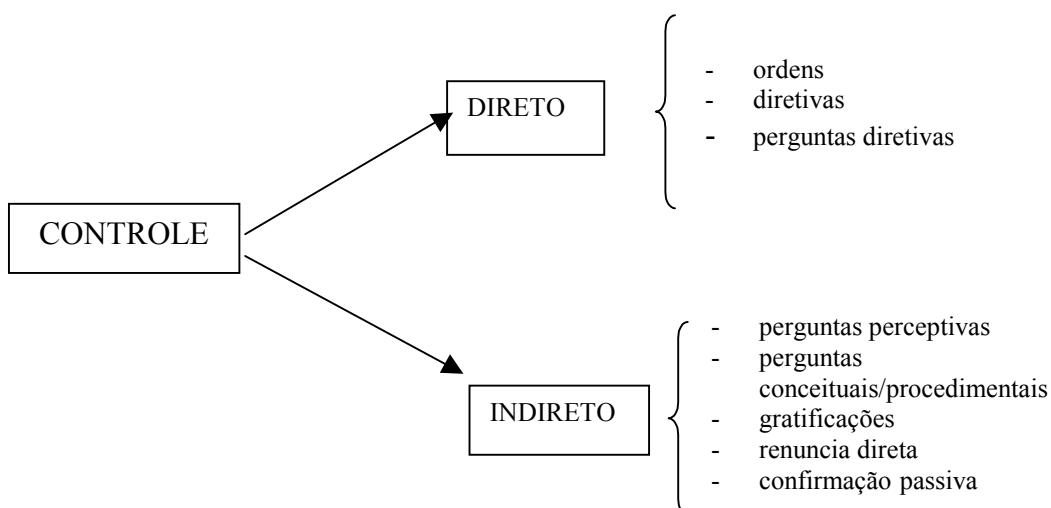 - ordens
DIRETO
- diretivas
- perguntas diretivas
CONTROLE
- perguntas perceptivas
- perguntas
conceituais/procedimentais
INDIRETO
- gratificações
- renuncia direta
- confirmação passiva